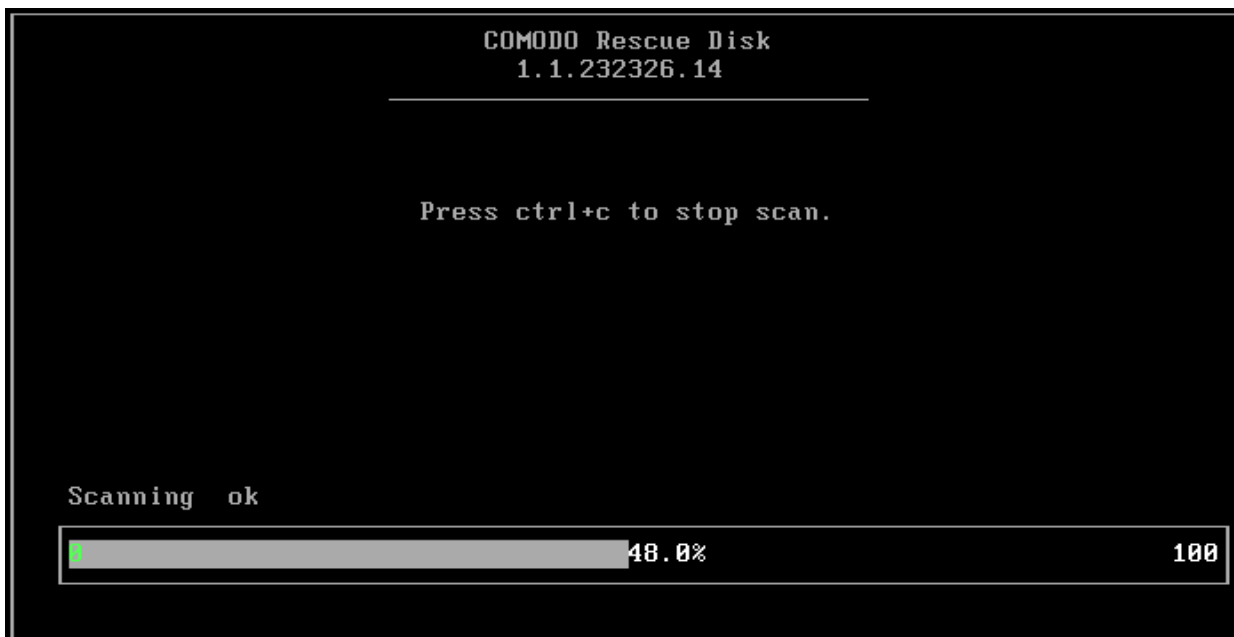 COMODO Rescue Disk
1.1.232326.14
Press ctrl+c to stop scan.
Scanning ok
0 48.0% 100